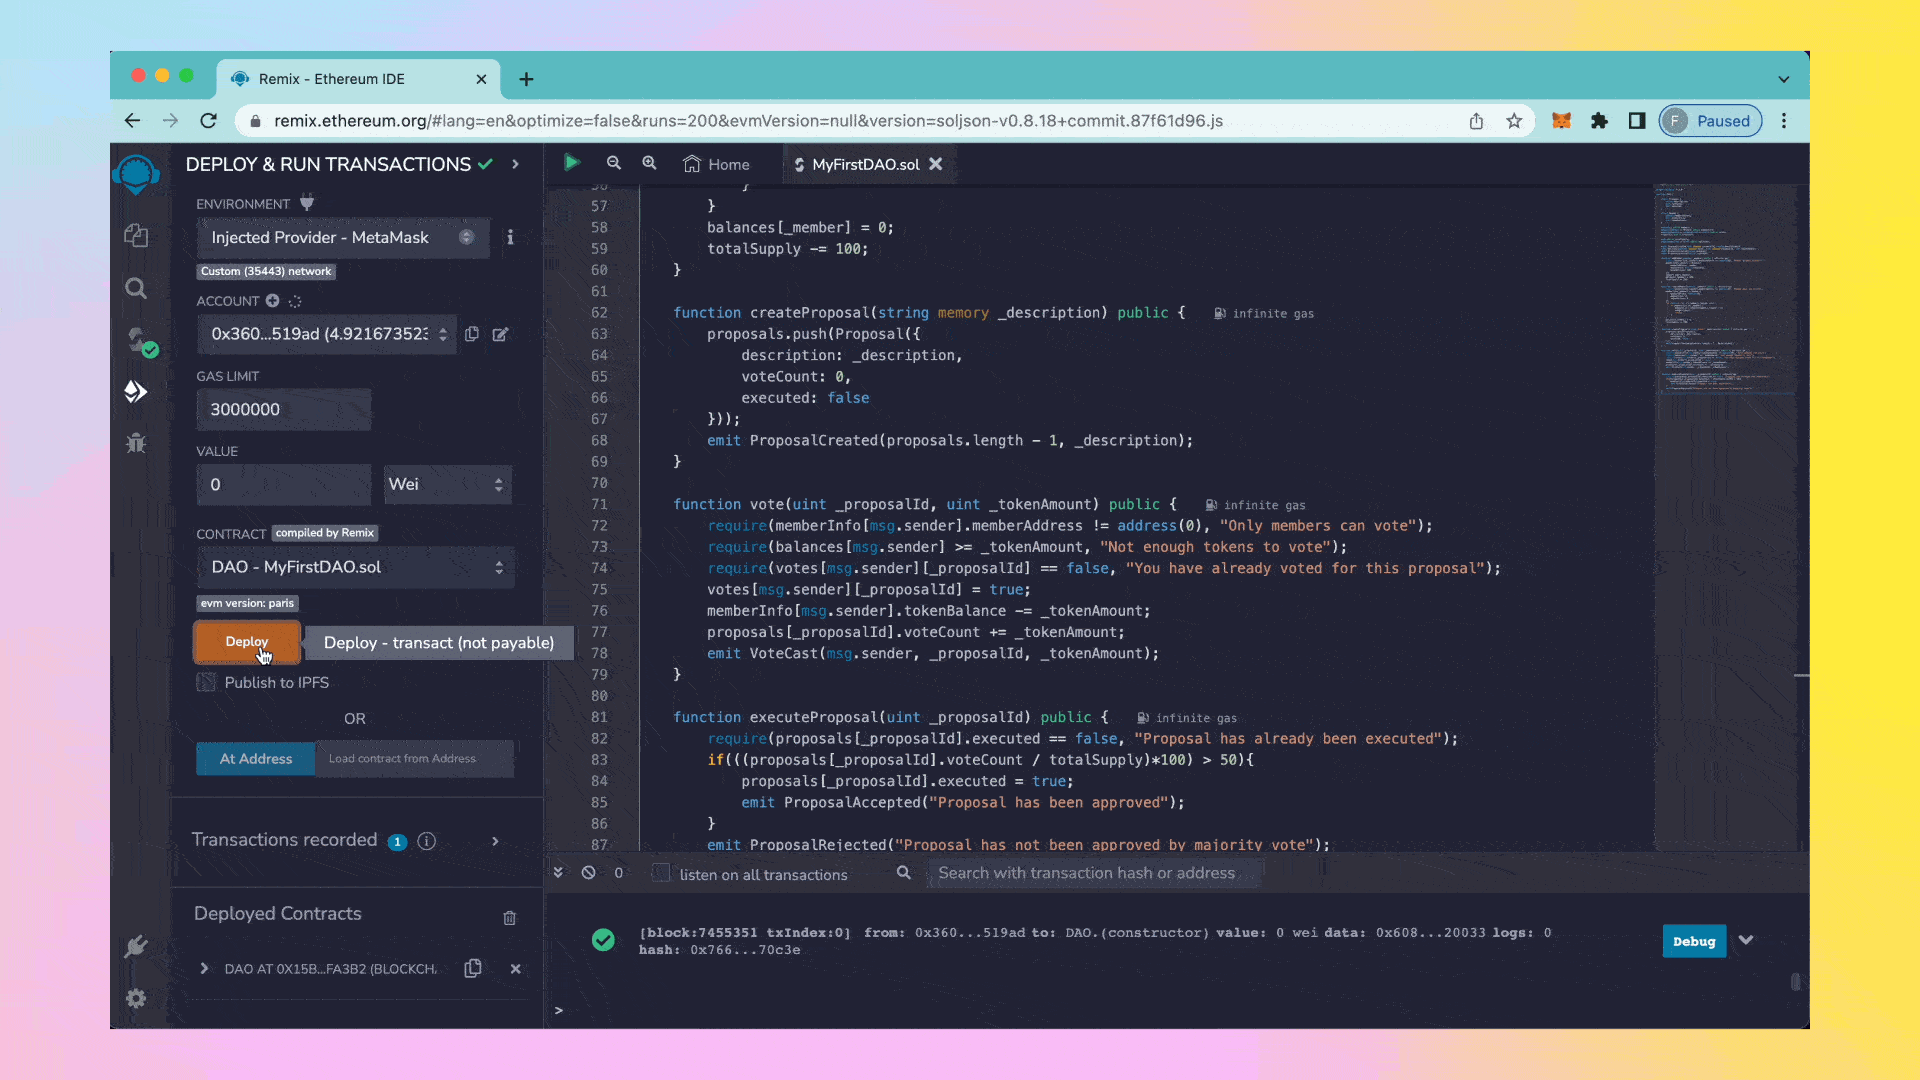 Remix - Ethereum IDE
remix.ethereum.org/#lang=en&optimize=false&runs=200&evmVersion=null&version=soljson-v0.8.18+commit.87f61d96.js
F Paused
DEPLOY & RUN TRANSACTIONS
ENVIRONMENT
Injected Provider - MetaMask
i
Custom (35443) network
ACCOUNT
0x360...519ad (4.921673523
GAS LIMIT
3000000
VALUE
0
Wei
CONTRACT compiled by Remix
DAO - MyFirstDAO.sol
evm version: paris
Deploy
Deploy - transact (not payable)
Publish to IPFS
OR
At Address
Load contract from Address
Transactions recorded 1 i
Deployed Contracts
DAO AT 0X15B...FA3B2 (BLOCKCH
Home
MyFirstDAO.sol
56 }
57 }
58 balances[_member] = 0;
59 totalSupply -= 100;
60 }
61
62 function createProposal(string memory _description) public { infinite gas
63 proposals.push(Proposal({
64 description: _description,
65 voteCount: 0,
66 executed: false
67 }));
68 emit ProposalCreated(proposals.length - 1, _description);
69 }
70
71 function vote(uint _proposalId, uint _tokenAmount) public { infinite gas
72 require(memberInfo[msg.sender].memberAddress != address(0), "Only members can vote");
73 require(balances[msg.sender] >= _tokenAmount, "Not enough tokens to vote");
74 require(votes[msg.sender][_proposalId] == false, "You have already voted for this proposal");
75 votes[msg.sender][_proposalId] = true;
76 memberInfo[msg.sender].tokenBalance -= _tokenAmount;
77 proposals[_proposalId].voteCount += _tokenAmount;
78 emit VoteCast(msg.sender, _proposalId, _tokenAmount);
79 }
80
81 function executeProposal(uint _proposalId) public { infinite gas
82 require(proposals[_proposalId].executed == false, "Proposal has already been executed");
83 if(((proposals[_proposalId].voteCount / totalSupply)*100) > 50){
84 proposals[_proposalId].executed = true;
85 emit ProposalAccepted("Proposal has been approved");
86 }
87 emit ProposalRejected("Proposal has not been approved by majority vote");
0
listen on all transactions
Search with transaction hash or address
[block:7455351 txIndex:0] from: 0x360...519ad to: DAO.(constructor) value: 0 wei data: 0x608...20033 logs: 0
hash: 0x766...70c3e
Debug
>